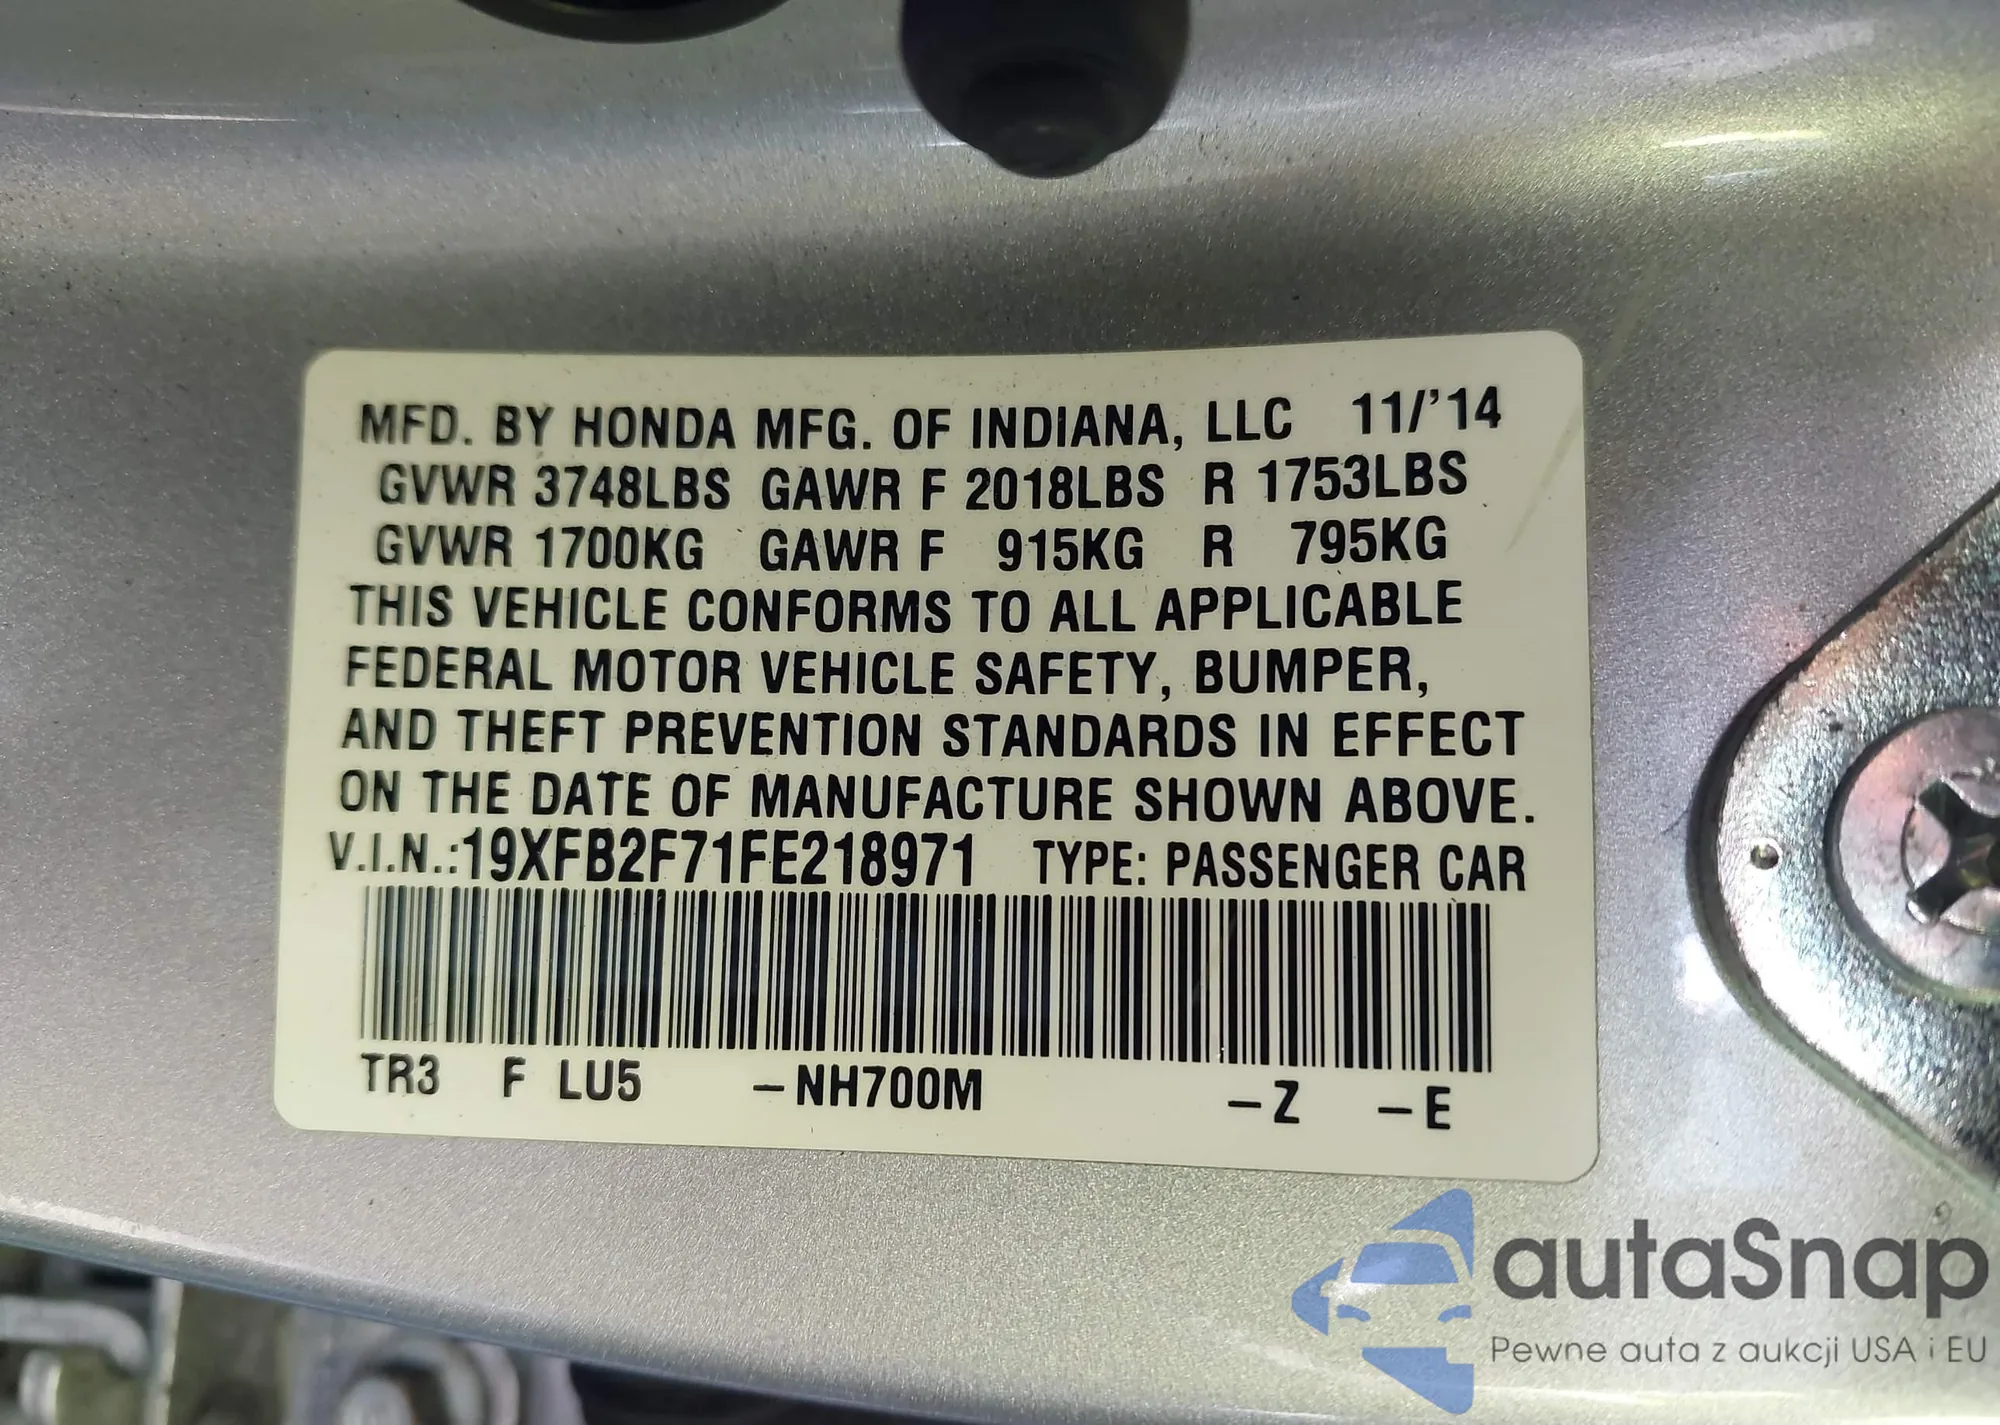 MFD. BY HONDA MFG. OF INDIANA, LLC 11/'14
GVWR 3748LBS GAWR F 2018LBS R 1753LBS
GVWR 1700KG GAWR F 915KG R 795KG
THIS VEHICLE CONFORMS TO ALL APPLICABLE
FEDERAL MOTOR VEHICLE SAFETY, BUMPER,
AND THEFT PREVENTION STANDARDS IN EFFECT
ON THE DATE OF MANUFACTURE SHOWN ABOVE.
V.I.N.:19XFB2F71FE218971 TYPE: PASSENGER CAR
TR3 F LU5 -NH700M -Z -E
autaSnap
Pewne auta z aukcji USA i EU